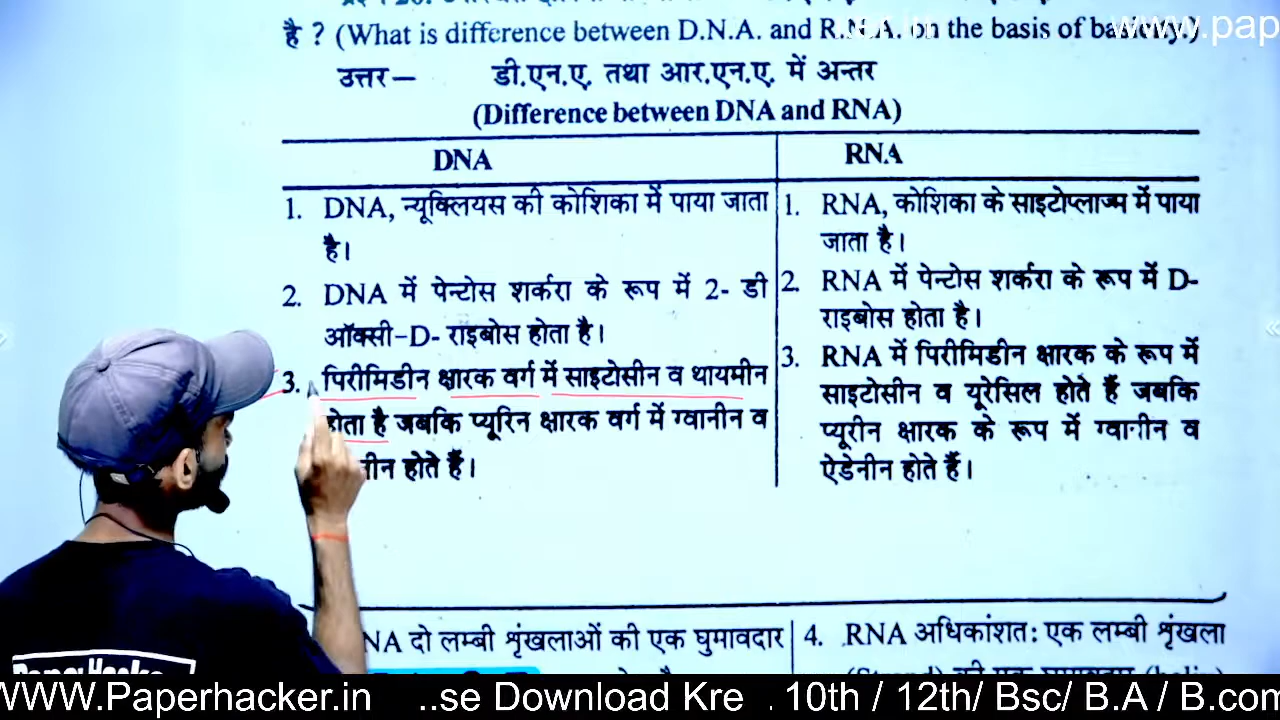 है ? (What is difference between D.N.A. and R.N.A. on the basis of basicity.)
www.pap
उत्तर— डी.एन.ए. तथा आर.एन.ए. में अन्तर
(Difference between DNA and RNA)
DNA
RNA
1. DNA, न्यूक्लियस की कोशिका में पाया जाता
है।
2. DNA में पेन्टोस शर्करा के रूप में 2- डी
ऑक्सी-D- राइबोस होता है।
3. पिरीमिडीन क्षारक वर्ग में साइटोसीन व थायमीन
होता है जबकि प्यूरिन क्षारक वर्ग में ग्वानीन व
नीन होते हैं।
1. RNA, कोशिका के साइटोप्लाज्म में पाया
जाता है।
2. RNA में पेन्टोस शर्करा के रूप में D-
राइबोस होता है।
3. RNA में पिरीमिडीन क्षारक के रूप में
साइटोसीन व यूरेसिल होते हैं जबकि
प्यूरीन क्षारक के रूप में ग्वानीन व
ऐडेनीन होते हैं।
NA दो लम्बी शृंखलाओं की एक घुमावदार
4. RNA अधिकांशत: एक लम्बी शृंखला
WWW.Paperhacker.in ..se Download Kre . 10th / 12th/ Bsc/ B.A / B.com